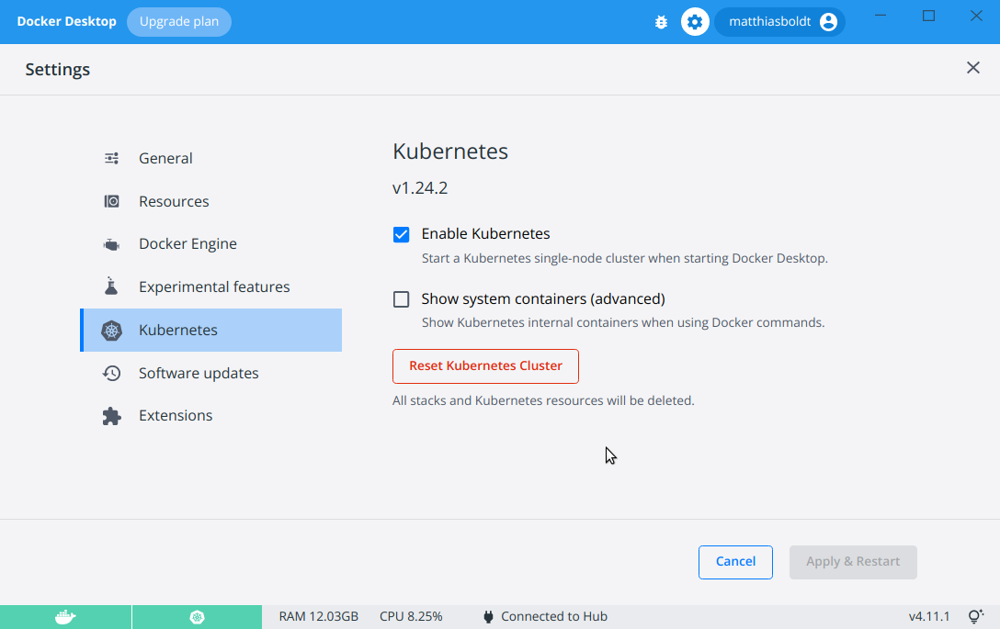 Docker Desktop Upgrade plan matthiasboldt
Settings
General
Resources
Docker Engine
Experimental features
Kubernetes
Software updates
Extensions
Kubernetes
v1.24.2
Enable Kubernetes
Start a Kubernetes single-node cluster when starting Docker Desktop.
Show system containers (advanced)
Show Kubernetes internal containers when using Docker commands.
Reset Kubernetes Cluster
All stacks and Kubernetes resources will be deleted.
Cancel Apply & Restart
RAM 12.03GB CPU 8.25% Connected to Hub v4.11.1